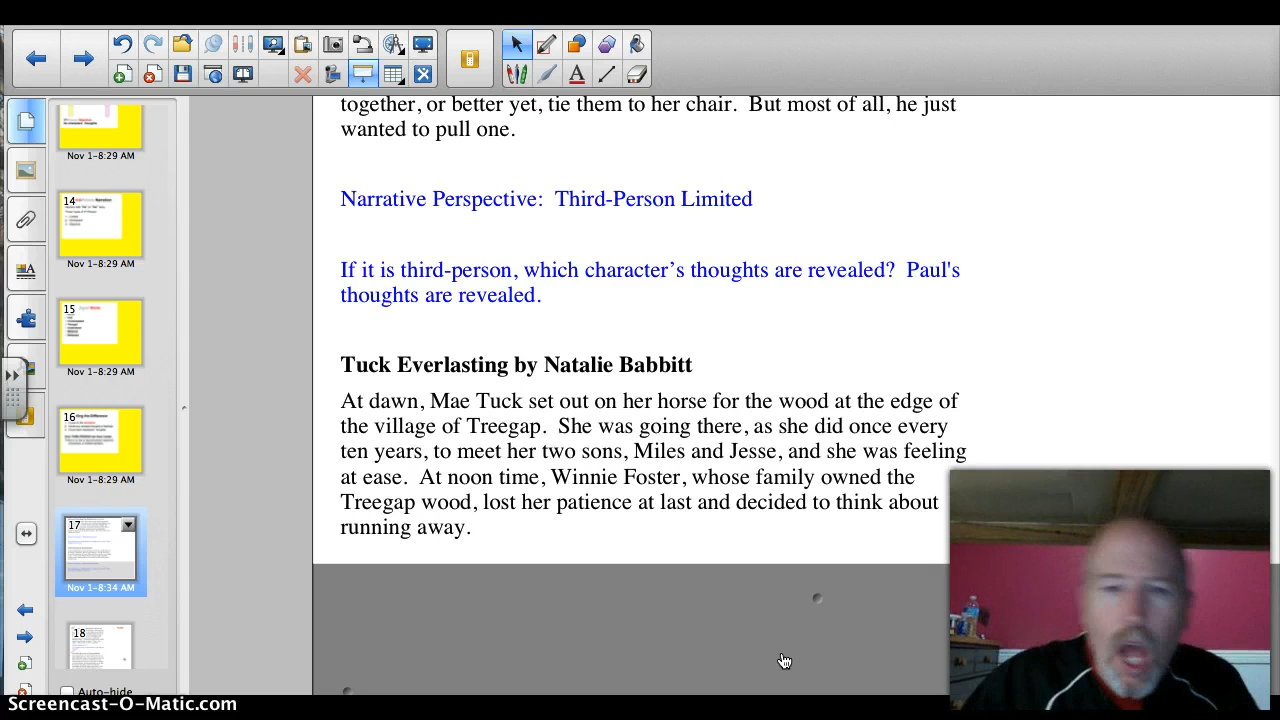 together, or better yet, tie them to her chair.  But most of all, he just
wanted to pull one.
Narrative Perspective:  Third-Person Limited
If it is third-person, which character’s thoughts are revealed?  Paul's
thoughts are revealed.
Tuck Everlasting by Natalie Babbitt
At dawn, Mae Tuck set out on her horse for the wood at the edge of
the village of Treegap.  She was going there, as she did once every
ten years, to meet her two sons, Miles and Jesse, and she was feeling
at ease.  At noon time, Winnie Foster, whose family owned the
Treegap wood, lost her patience at last and decided to think about
running away.
Nov 1-8:29 AM
14
Nov 1-8:29 AM
15
Nov 1-8:29 AM
16
Nov 1-8:29 AM
17
Nov 1-8:34 AM
18
Auto-hide
Screencast-O-Matic.com